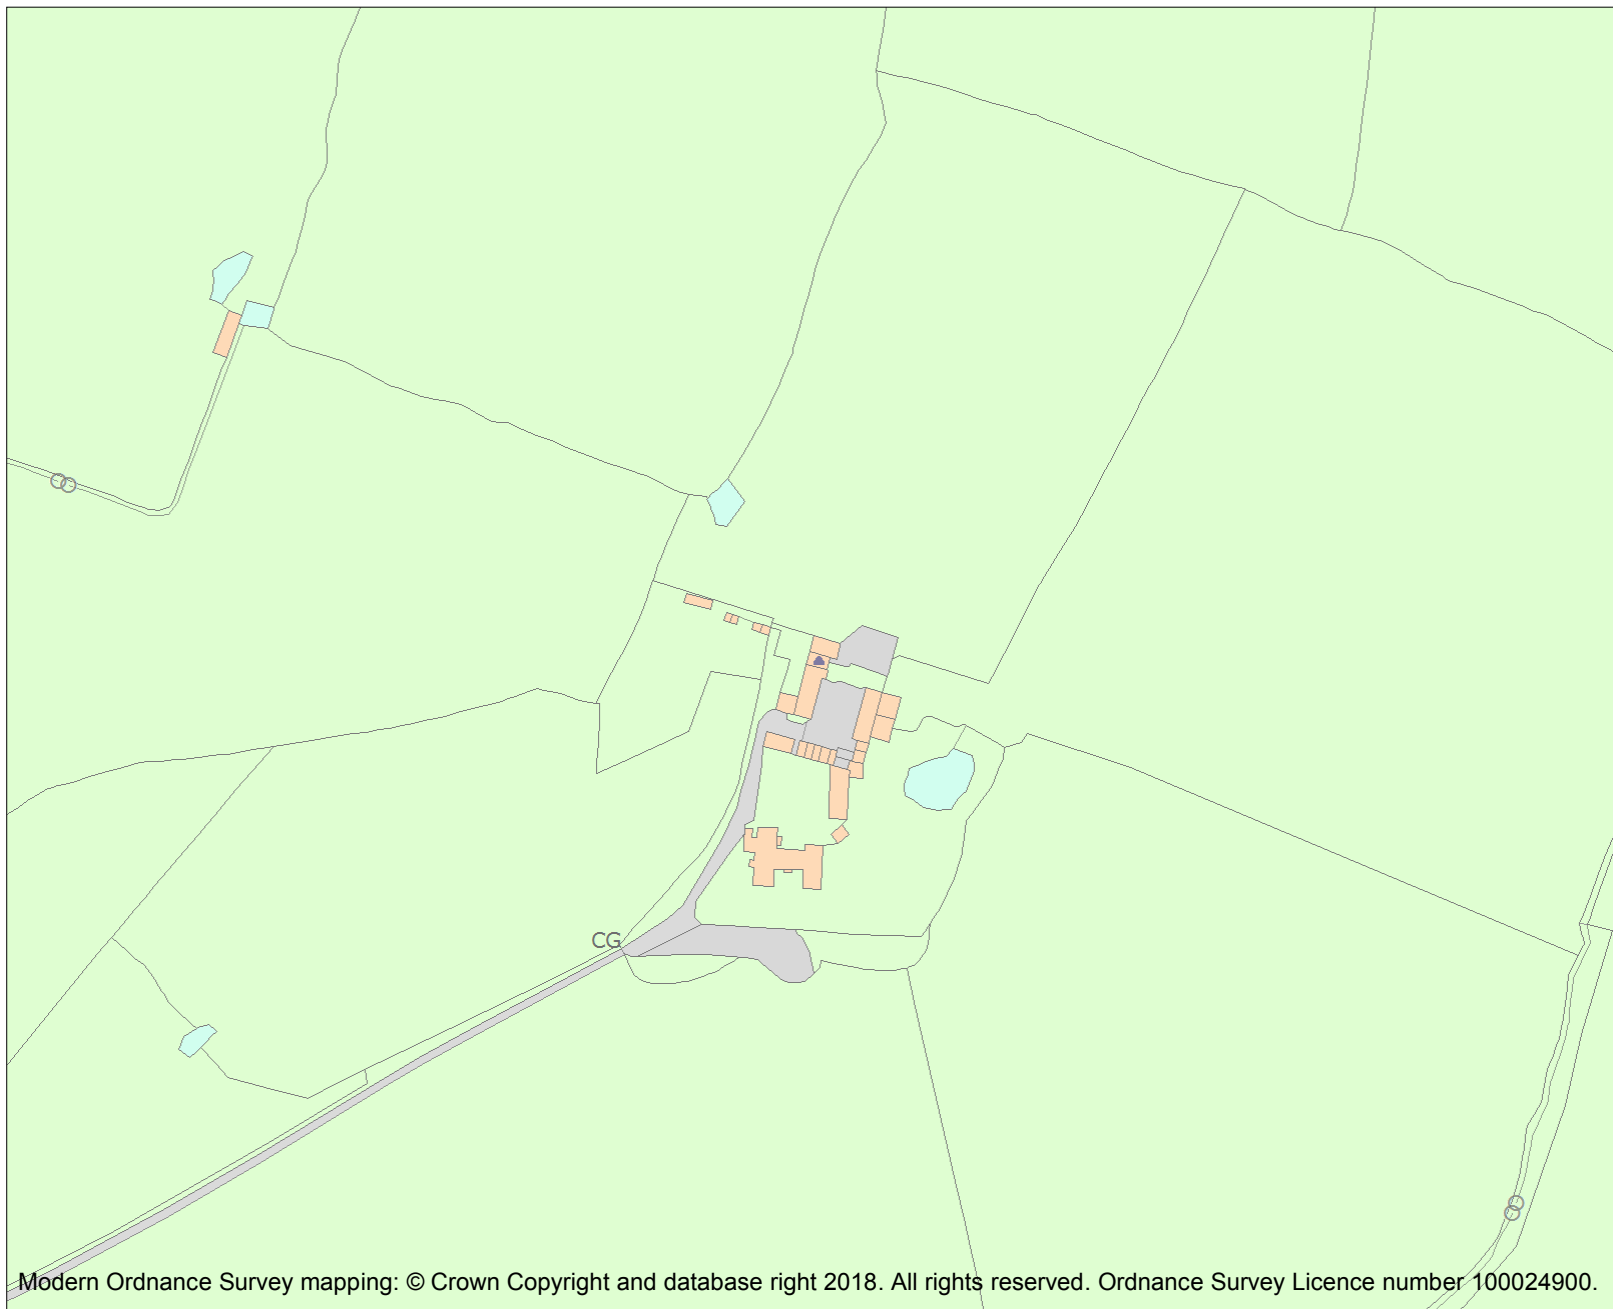 CG
Modern Ordnance Survey mapping: © Crown Copyright and database right 2018. All rights reserved. Ordnance Survey Licence number 100024900.